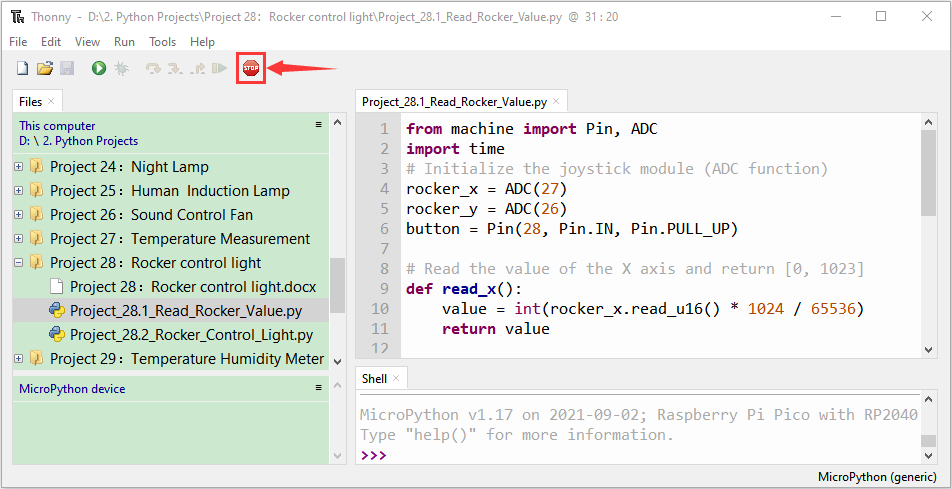 Thonny - D:\2. Python Projects\Project 28：Rocker control light\Project_28.1_Read_Rocker_Value.py @ 31 : 20
File Edit View Run Tools Help
STOP
Files ×
This computer
D: \ 2. Python Projects
Project 24：Night Lamp
Project 25：Human Induction Lamp
Project 26：Sound Control Fan
Project 27：Temperature Measurement
Project 28：Rocker control light
Project 28：Rocker control light.docx
Project_28.1_Read_Rocker_Value.py
Project_28.2_Rocker_Control_Light.py
Project 29：Temperature Humidity Meter
MicroPython device
Project_28.1_Read_Rocker_Value.py ×
1 from machine import Pin, ADC
2 import time
3 # Initialize the joystick module (ADC function)
4 rocker_x = ADC(27)
5 rocker_y = ADC(26)
6 button = Pin(28, Pin.IN, Pin.PULL_UP)
7
8 # Read the value of the X axis and return [0, 1023]
9 def read_x():
10     value = int(rocker_x.read_u16() * 1024 / 65536)
11     return value
12
Shell ×
MicroPython v1.17 on 2021-09-02; Raspberry Pi Pico with RP2040
Type "help()" for more information.
>>>
MicroPython (generic)